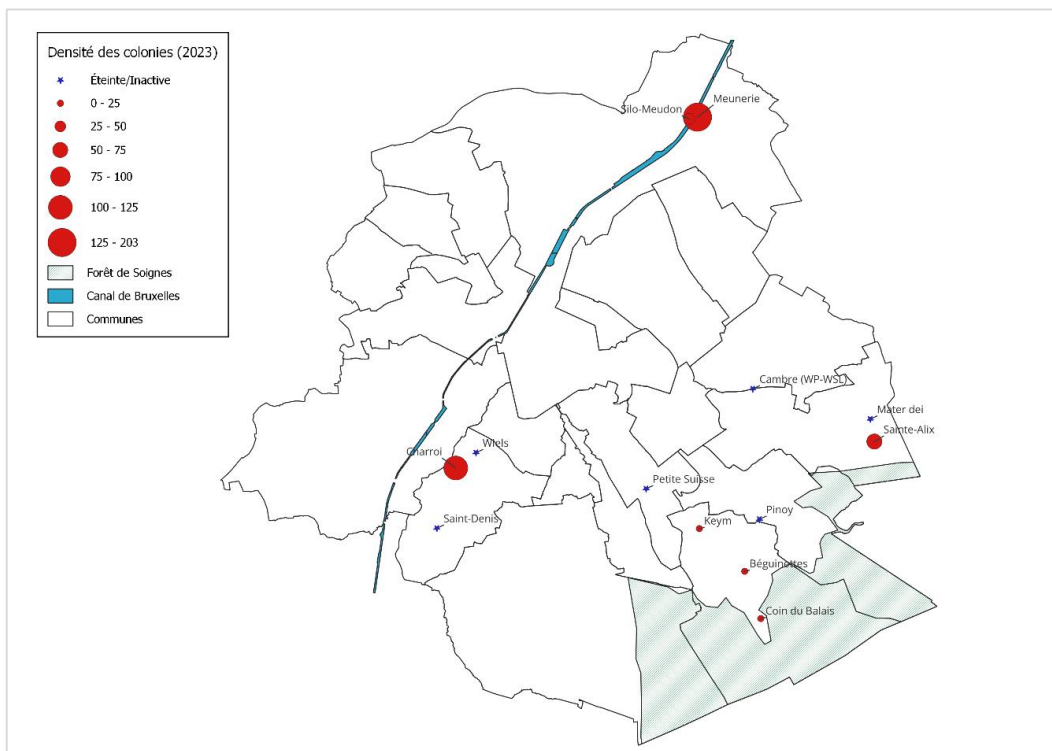 Densité des colonies (2023)
Éteinte/Inactive
0 - 25
25 - 50
50 - 75
75 - 100
100 - 125
125 - 203
Forêt de Soignes
Canal de Bruxelles
Communes
Meunerie
Silo-Meudon
Cambre (WP-WSL)
Mater dei
Sainte-Alix
Wiels
Charroi
Petite Suisse
Saint-Denis
Pinoy
Keym
Béguinettes
Coin du Balais